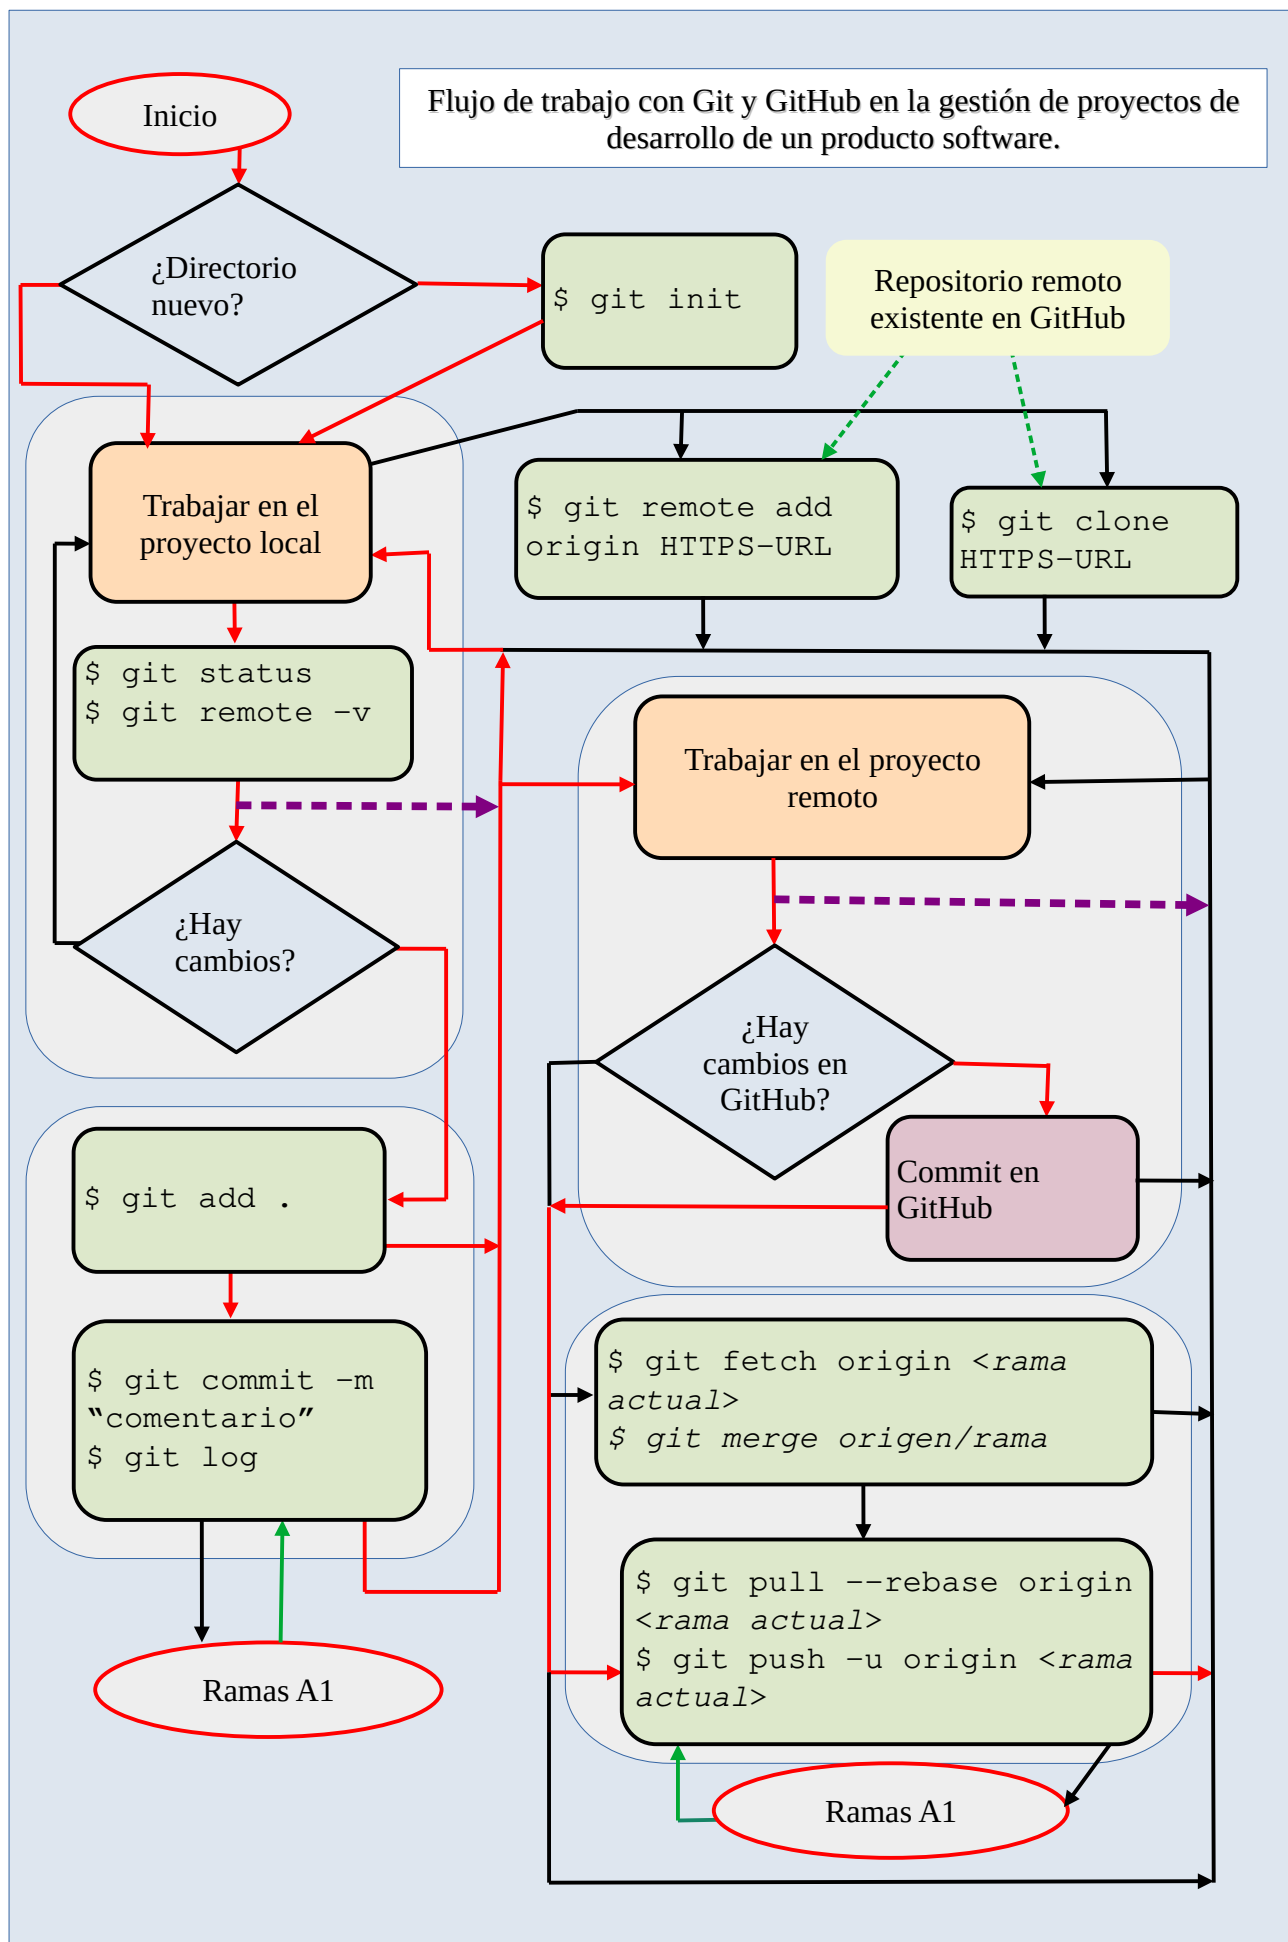 Inicio
Flujo de trabajo con Git y GitHub en la gestión de proyectos de
desarrollo de un producto software.
¿Directorio
nuevo?
$ git init
Repositorio remoto
existente en GitHub
Trabajar en el
proyecto local
$ git remote add
origin HTTPS-URL
$ git clone
HTTPS-URL
$ git status
$ git remote -v
Trabajar en el proyecto
remoto
¿Hay
cambios?
¿Hay
cambios en
GitHub?
Commit en
GitHub
$ git add .
$ git commit -m
“comentario”
$ git log
$ git fetch origin <rama
actual>
$ git merge origen/rama
$ git pull --rebase origin
<rama actual>
$ git push -u origin <rama
actual>
Ramas A1
Ramas A1